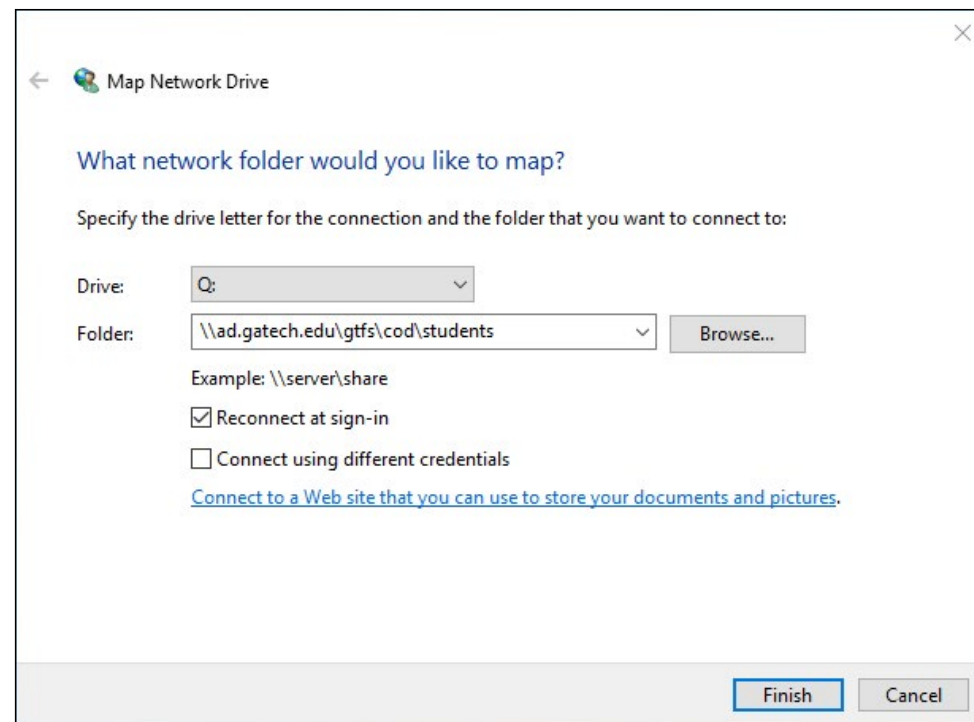 Map Network Drive
What network folder would you like to map?
Specify the drive letter for the connection and the folder that you want to connect to:
Drive: Q:
Folder: \\ad.gatech.edu\gtfs\cod\students Browse...
Example: \\server\share
Reconnect at sign-in
Connect using different credentials
Connect to a Web site that you can use to store your documents and pictures.
Finish Cancel